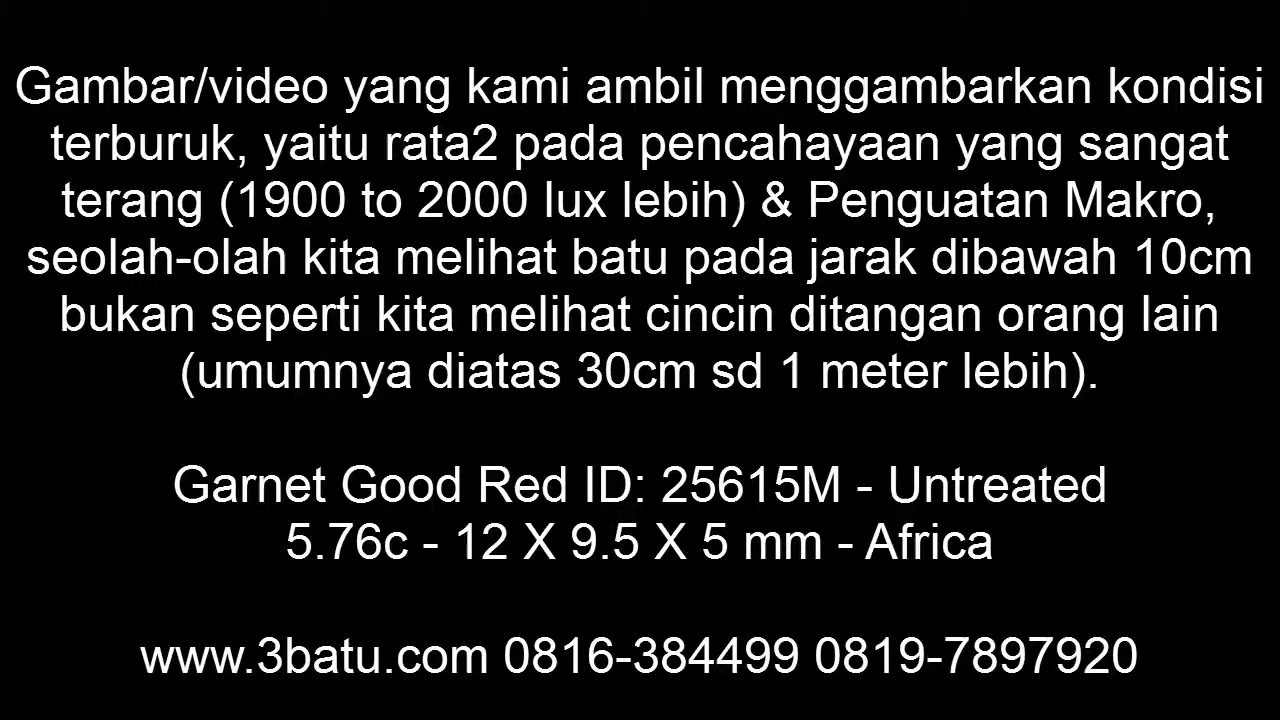 Gambar/video yang kami ambil menggambarkan kondisi
terburuk, yaitu rata2 pada pencahayaan yang sangat
terang (1900 to 2000 lux lebih) & Penguatan Makro,
seolah-olah kita melihat batu pada jarak dibawah 10cm
bukan seperti kita melihat cincin ditangan orang lain
(umumnya diatas 30cm sd 1 meter lebih).
Garnet Good Red ID: 25615M - Untreated
5.76c - 12 X 9.5 X 5 mm - Africa
www.3batu.com 0816-384499 0819-7897920